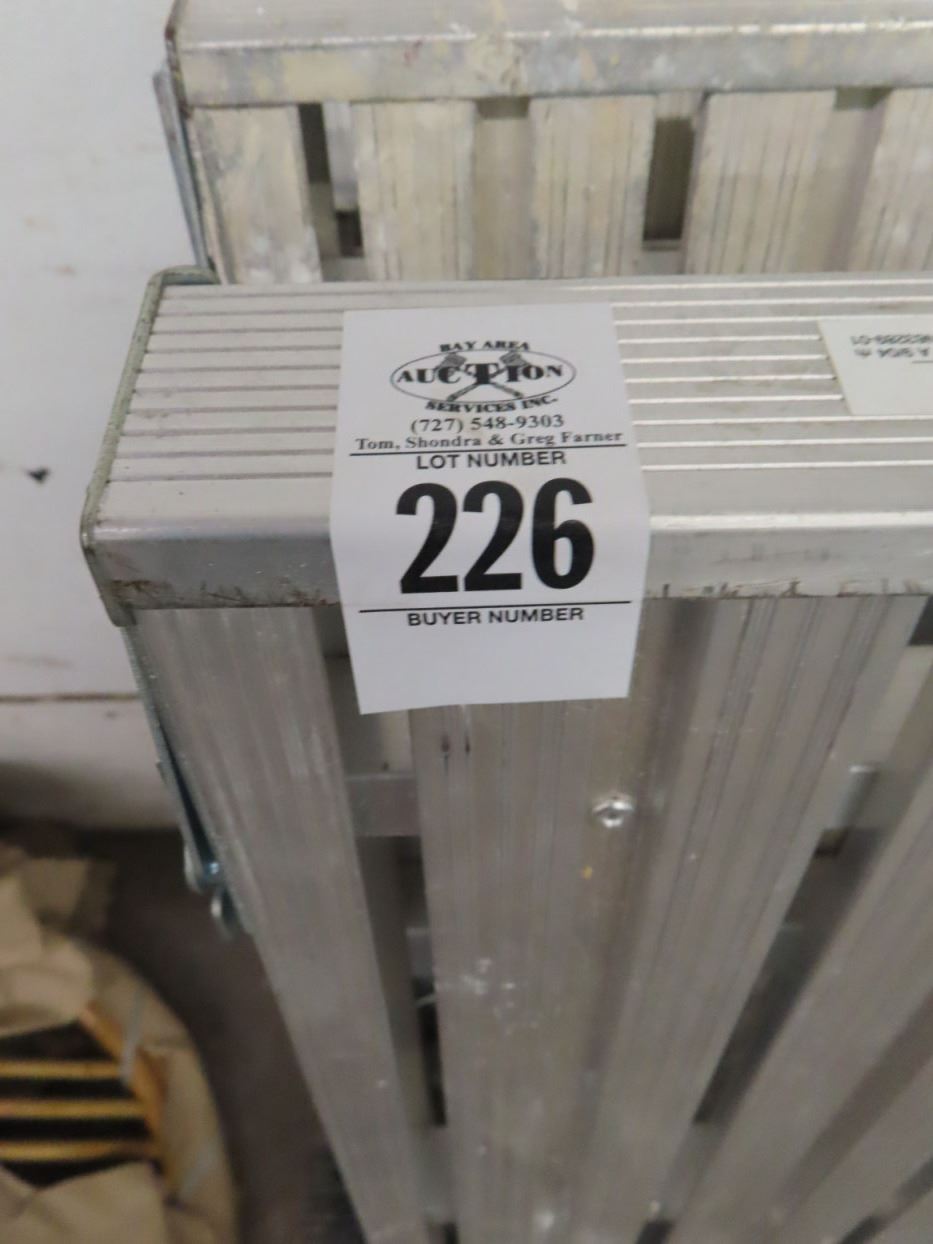 BAY AREA
AUCTION
SERVICES INC.
(727) 548-9303
Tom, Shondra & Greg Farner
LOT NUMBER
226
BUYER NUMBER